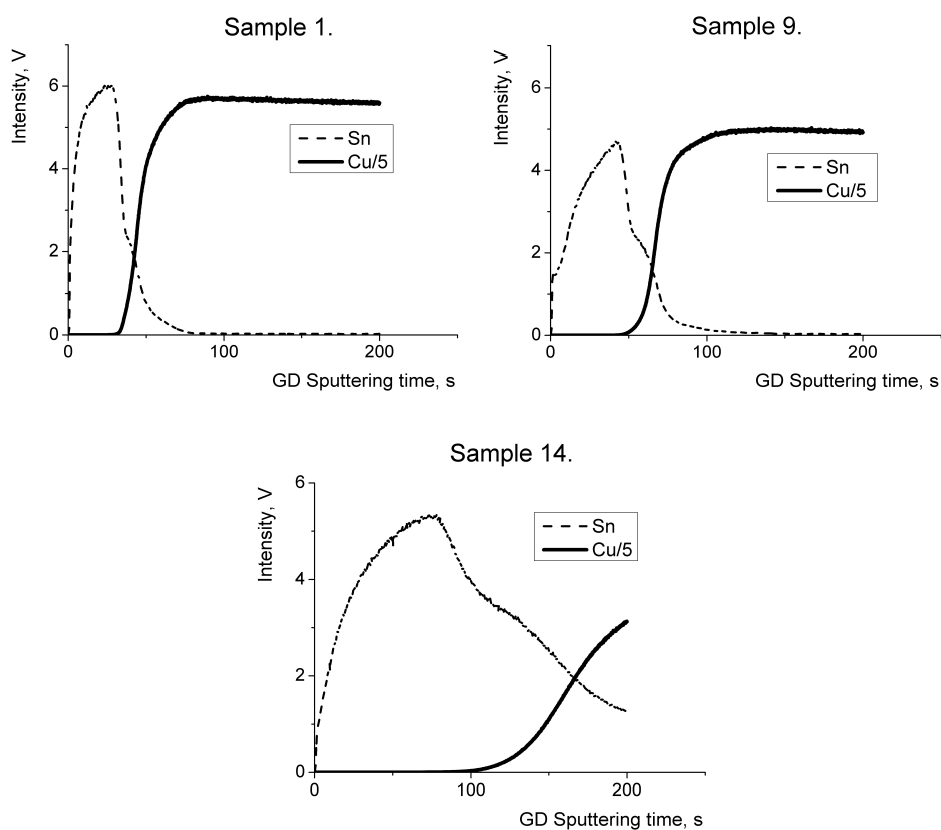 Sample 1.
Intensity, V
6
4
2
0
0 100 200
GD Sputtering time, s
Sn
Cu/5
Sample 9.
Intensity, V
6
4
2
0
0 100 200
GD Sputtering time, s
Sn
Cu/5
Sample 14.
Intensity, V
6
4
2
0
0 100 200
GD Sputtering time, s
Sn
Cu/5